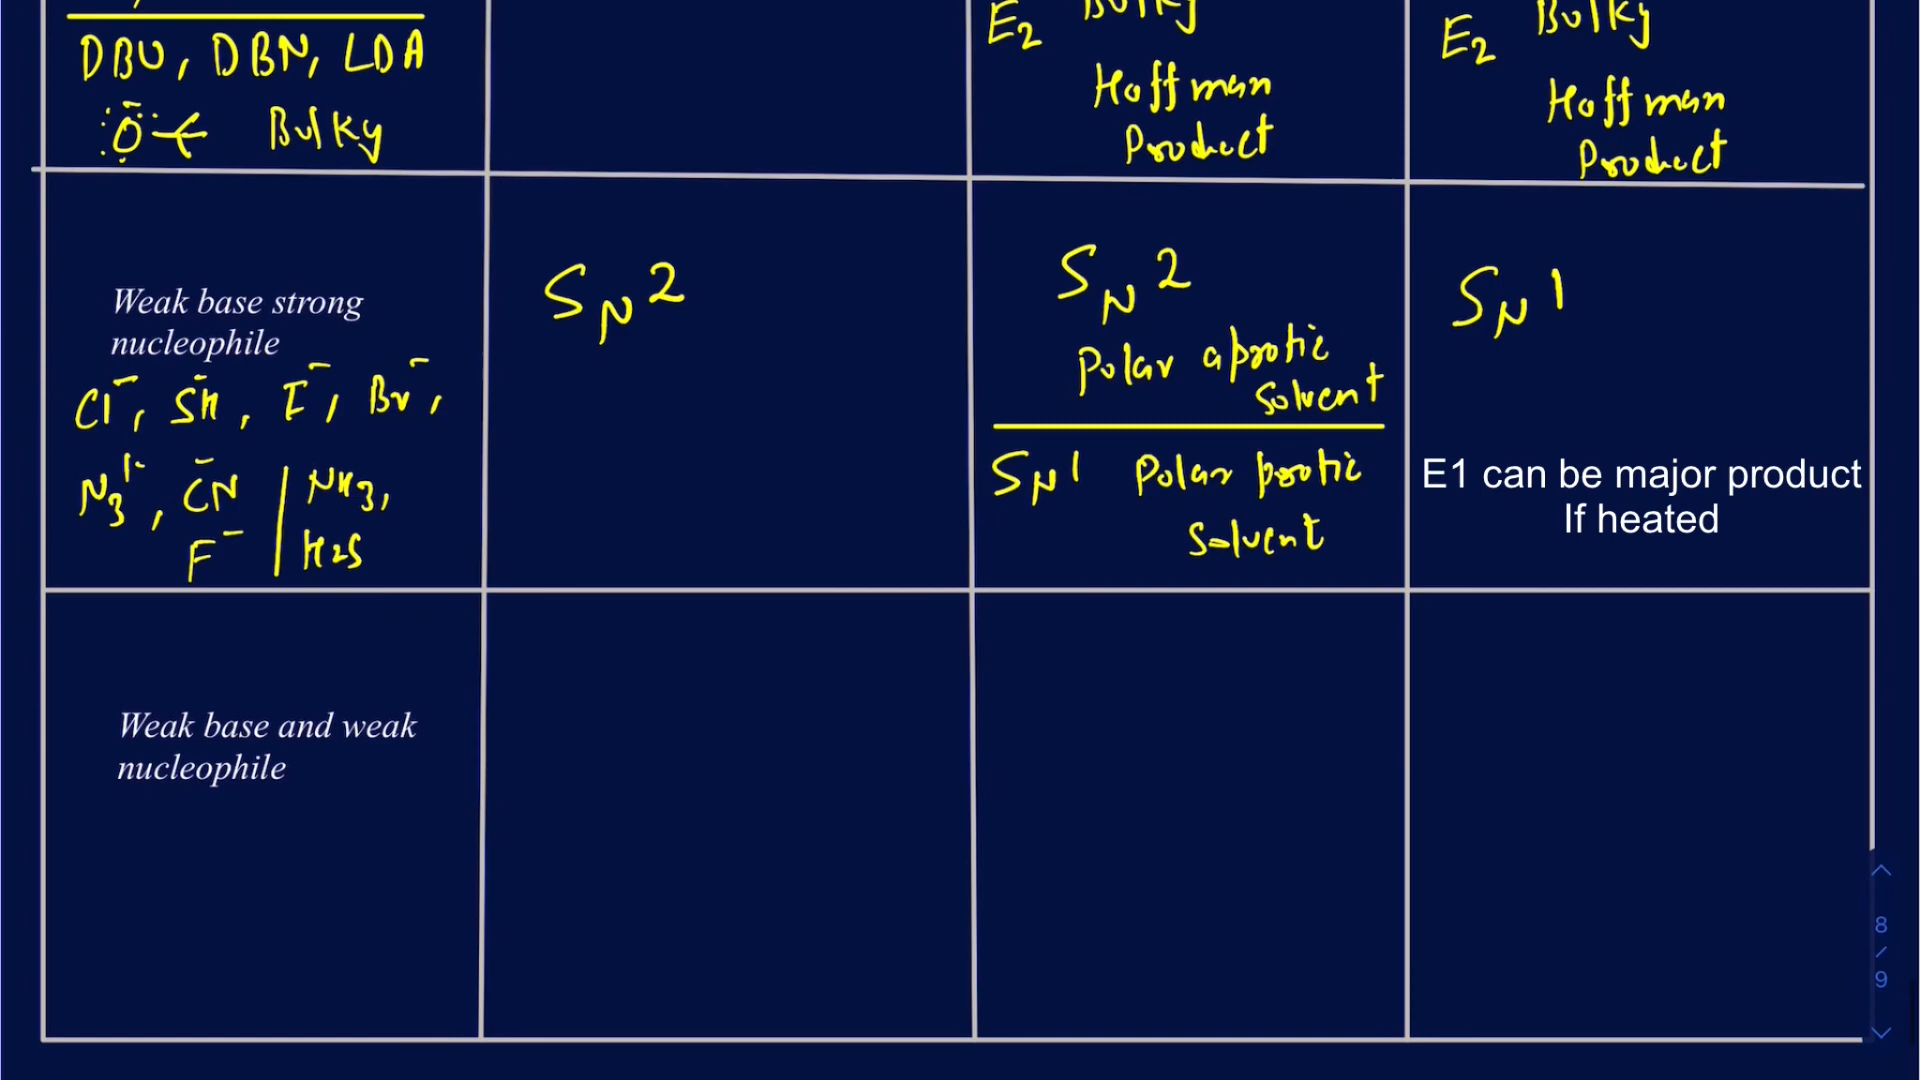 DBU, DBN, LDA
:Ö:⁻ Bulky
E2 Bulky
Hoffman
Product
E2 Bulky
Hoffman
Product
Weak base strong
nucleophile
Cl⁻, SH⁻, I⁻, Br⁻,
N3⁻, CN⁻ | NH3,
F⁻ | H2S
SN2
SN2
Polar aprotic
Solvent
SN1 Polar protic
Solvent
SN1
E1 can be major product
If heated
Weak base and weak
nucleophile
8
/
9